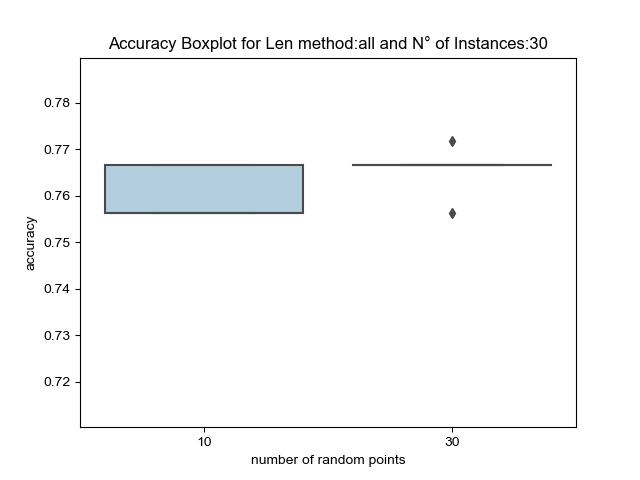 Accuracy Boxplot for Len method:all and N° of Instances:30
0.78
0.77
0.76
0.75
0.74
0.73
0.72
accuracy
10 30
number of random points